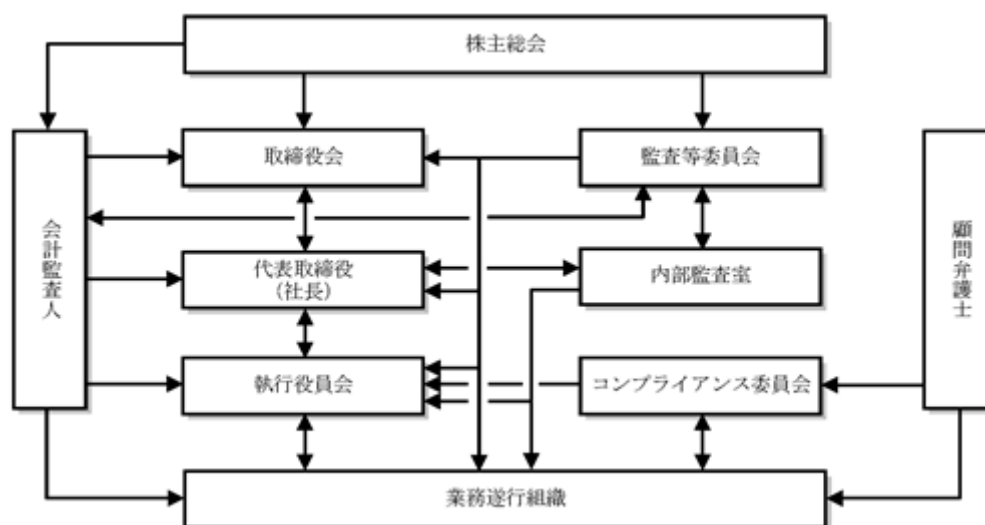 株主総会
取締役会
監査等委員会
会計監査人
顧問弁護士
代表取締役
(社長)
内部監査室
執行役員会
コンプライアンス委員会
業務遂行組織